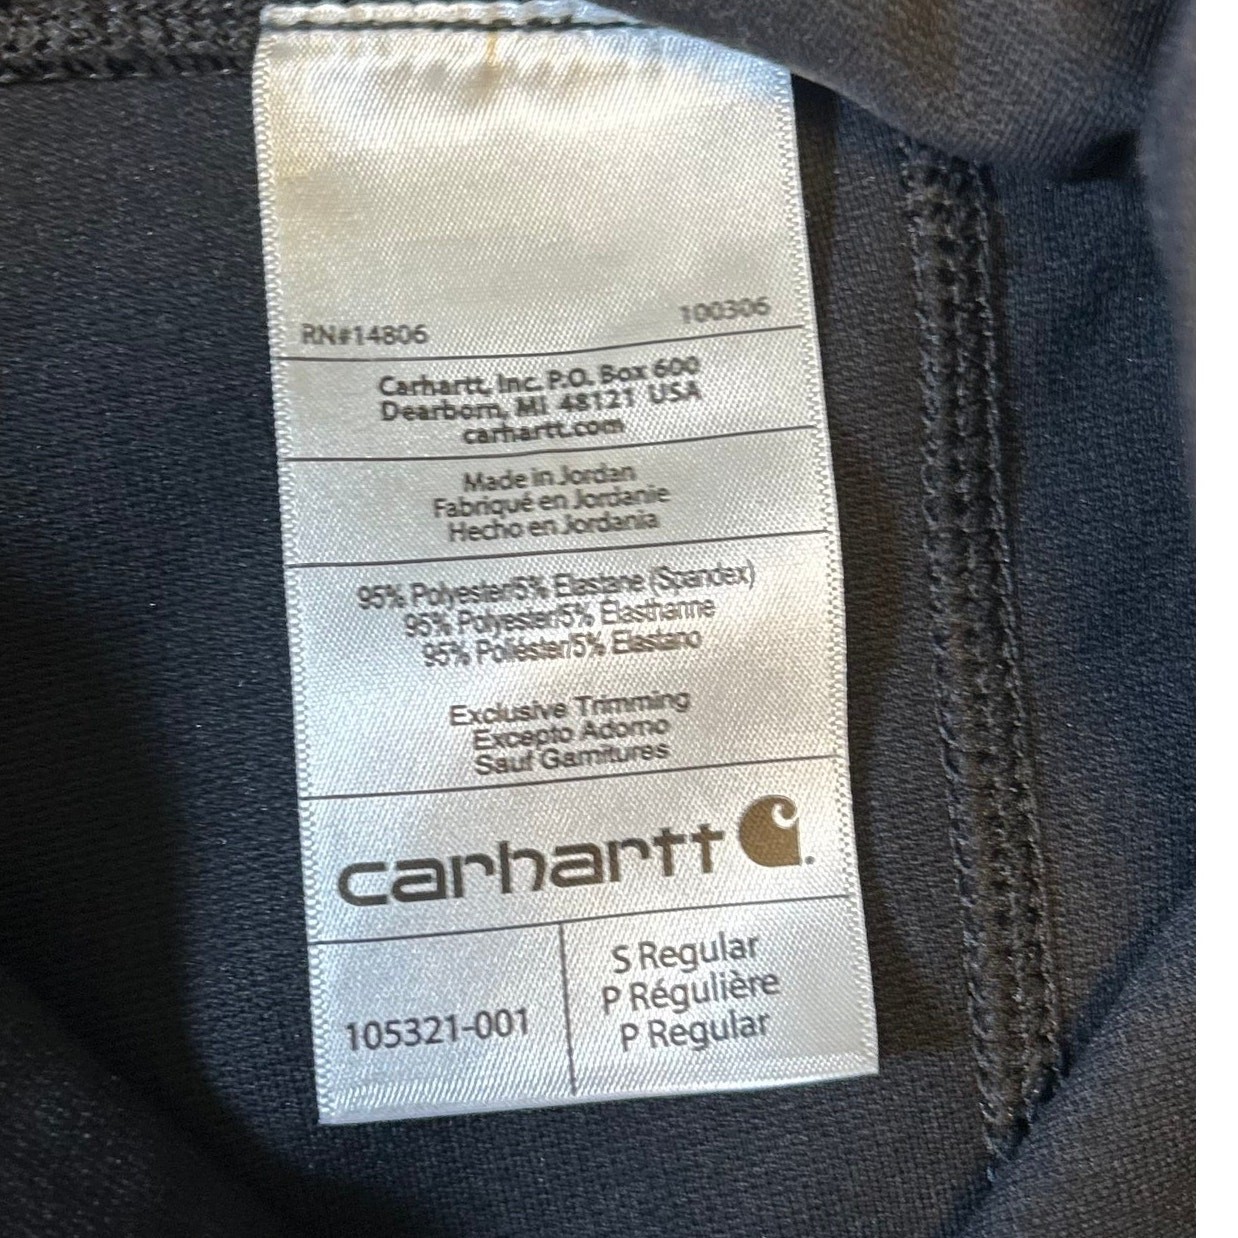 RN#14806 100306
Carhartt, Inc. P.O. Box 600
Dearborn, MI 48121 USA
carhartt.com
Made in Jordan
Fabriqué en Jordanie
Hecho en Jordania
95% Polyester/5% Elastane (Spandex)
95% Polyester/5% Elasthanne
95% Poliéster/5% Elastano
Exclusive Trimming
Excepto Adorno
Sauf Garnitures
carhartt
105321-001
S Regular
P Régulière
P Regular